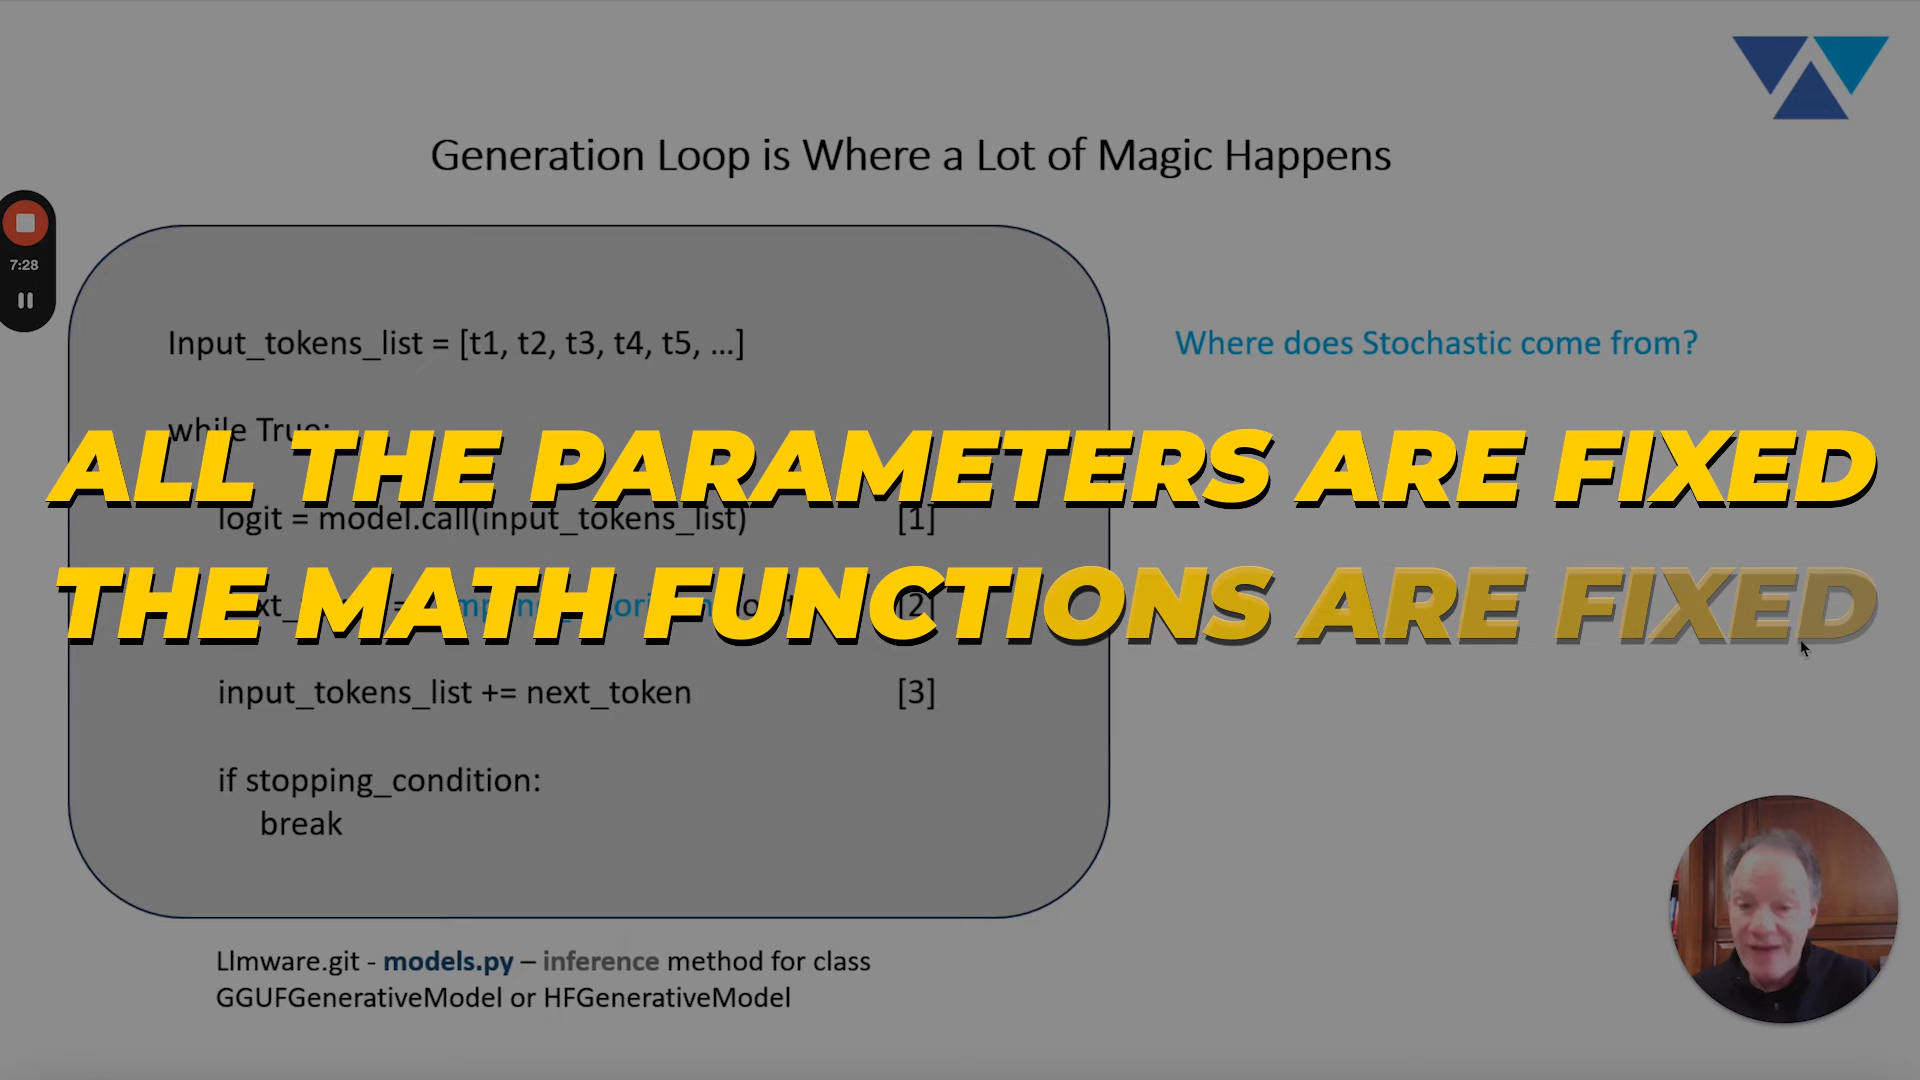 Generation Loop is Where a Lot of Magic Happens
7:28
Input_tokens_list = [t1, t2, t3, t4, t5, ...]
Where does Stochastic come from?
while True:
ALL THE PARAMETERS ARE FIXED
logit = model.call(input_tokens_list) [1]
THE MATH FUNCTIONS ARE FIXED
[2]
input_tokens_list += next_token [3]
if stopping_condition:
break
Llmware.git - models.py – inference method for class
GGUFGenerativeModel or HFGenerativeModel